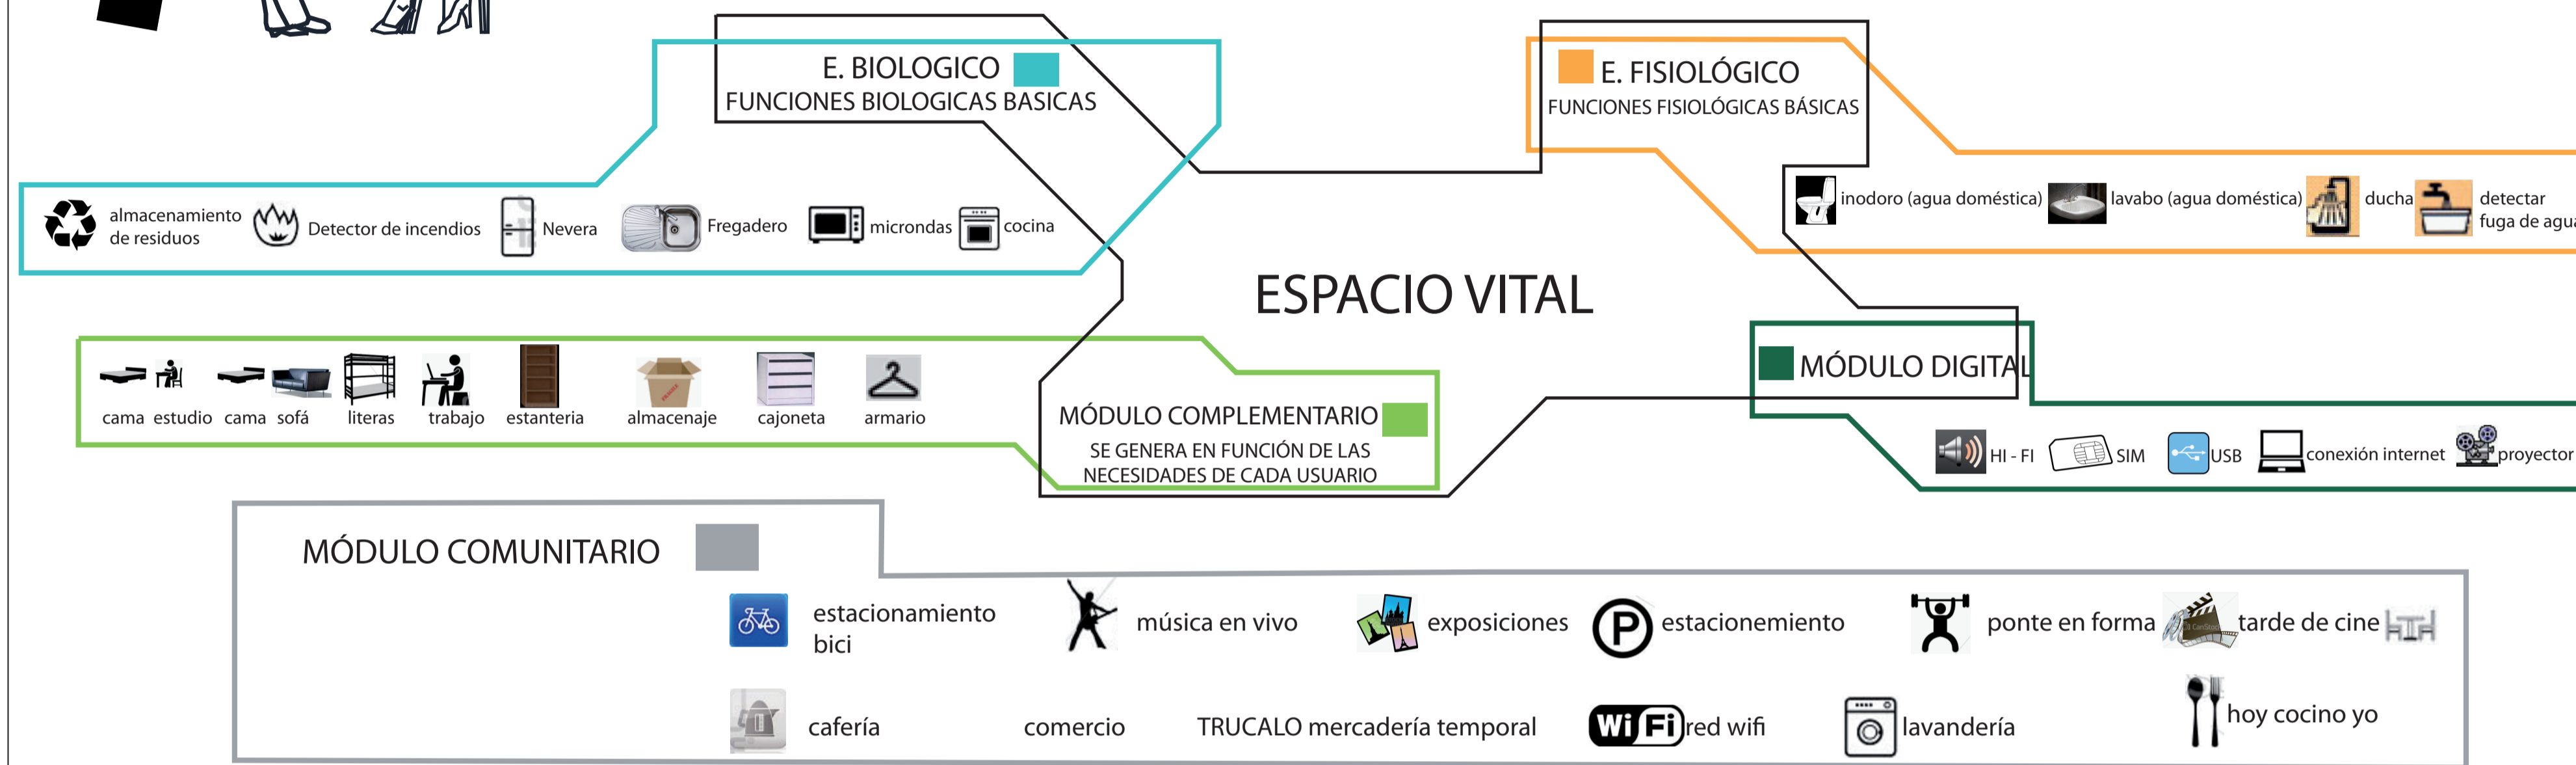 E. BIOLOGICO
FUNCIONES BIOLOGICAS BASICAS
almacenamiento
de residuos
Detector de incendios
Nevera
Fregadero
microndas
cocina
E. FISIOLÓGICO
FUNCIONES FISIOLÓGICAS BÁSICAS
inodoro (agua doméstica)
lavabo (agua doméstica)
ducha
detectar
fuga de agua
ESPACIO VITAL
cama estudio
cama sofá
literas
trabajo
estanteria
almacenaje
cajoneta
armario
MÓDULO COMPLEMENTARIO
SE GENERA EN FUNCIÓN DE LAS
NECESIDADES DE CADA USUARIO
MÓDULO DIGITAL
HI - FI
SIM
USB
conexión internet
proyector
MÓDULO COMUNITARIO
estacionamiento
bici
música en vivo
exposiciones
P
estacionemiento
ponte en forma
tarde de cine
cafería
comercio
TRUCALO mercadería temporal
WiFi
red wifi
lavandería
hoy cocino yo